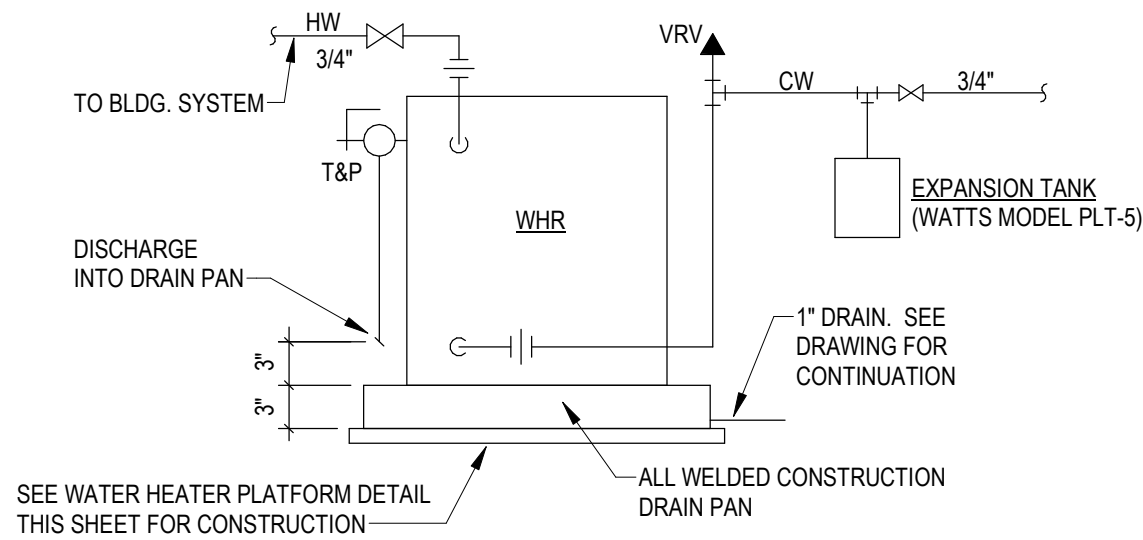 HW
3/4"
TO BLDG. SYSTEM
T&P
VRV
CW
3/4"
EXPANSION TANK
(WATTS MODEL PLT-5)
WHR
DISCHARGE
INTO DRAIN PAN
3"
3"
1" DRAIN. SEE
DRAWING FOR
CONTINUATION
ALL WELDED CONSTRUCTION
DRAIN PAN
SEE WATER HEATER PLATFORM DETAIL
THIS SHEET FOR CONSTRUCTION